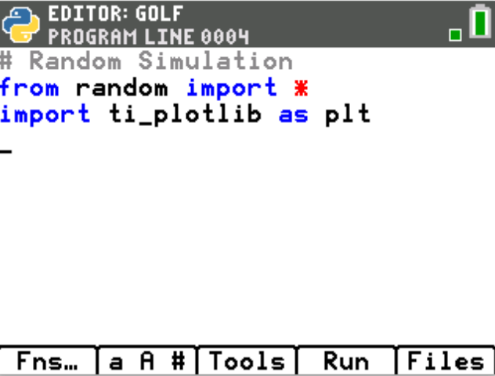 EDITOR: GOLF
PROGRAM LINE 0004
# Random Simulation
from random import *
import ti_plotlib as plt
_
Fns… a A # Tools Run Files